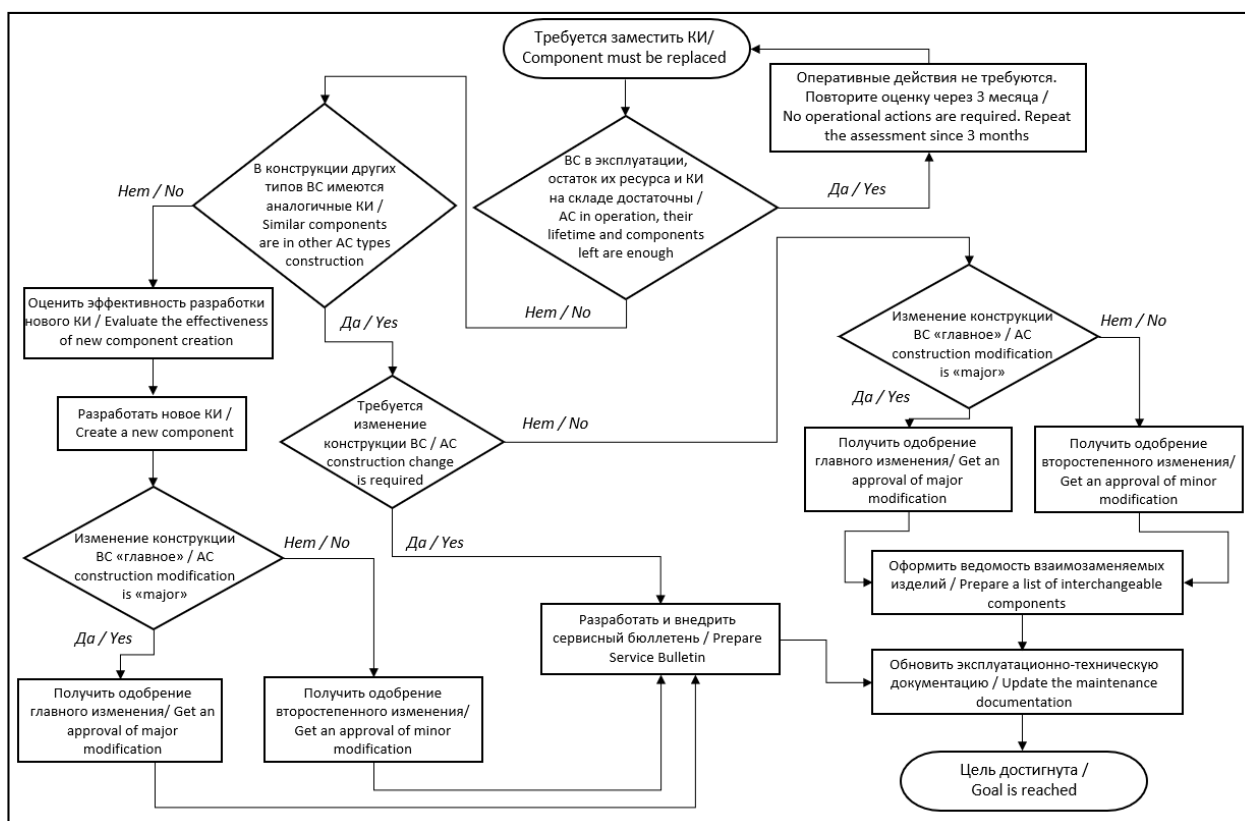 Требуется заместить КИ/
Component must be replaced
Оперативные действия не требуются.
Повторите оценку через 3 месяца /
No operational actions are required. Repeat
the assessment since 3 months
ВС в эксплуатации,
остаток их ресурса и КИ
на складе достаточны /
AC in operation, their
lifetime and components
left are enough
Да / Yes
Нет / No
В конструкции других
типов ВС имеются
аналогичные КИ /
Similar components
are in other AC types
construction
Нет / No
Да / Yes
Оценить эффективность разработки
нового КИ / Evaluate the effectiveness
of new component creation
Разработать новое КИ /
Create a new component
Изменение конструкции
ВС «главное» / AC
construction modification
is «major»
Нет / No
Да / Yes
Получить одобрение
главного изменения/ Get an
approval of major
modification
Получить одобрение
второстепенного изменения/
Get an approval of minor
modification
Требуется
изменение
конструкции ВС / AC
construction change
is required
Нет / No
Да / Yes
Разработать и внедрить
сервисный бюллетень / Prepare
Service Bulletin
Изменение конструкции
ВС «главное» / AC
construction modification
is «major»
Нет / No
Да / Yes
Получить одобрение
главного изменения/ Get an
approval of major
modification
Получить одобрение
второстепенного изменения/
Get an approval of minor
modification
Оформить ведомость взаимозаменяемых
изделий / Prepare a list of interchangeable
components
Обновить эксплуатационно-техническую
документацию / Update the maintenance
documentation
Цель достигнута /
Goal is reached